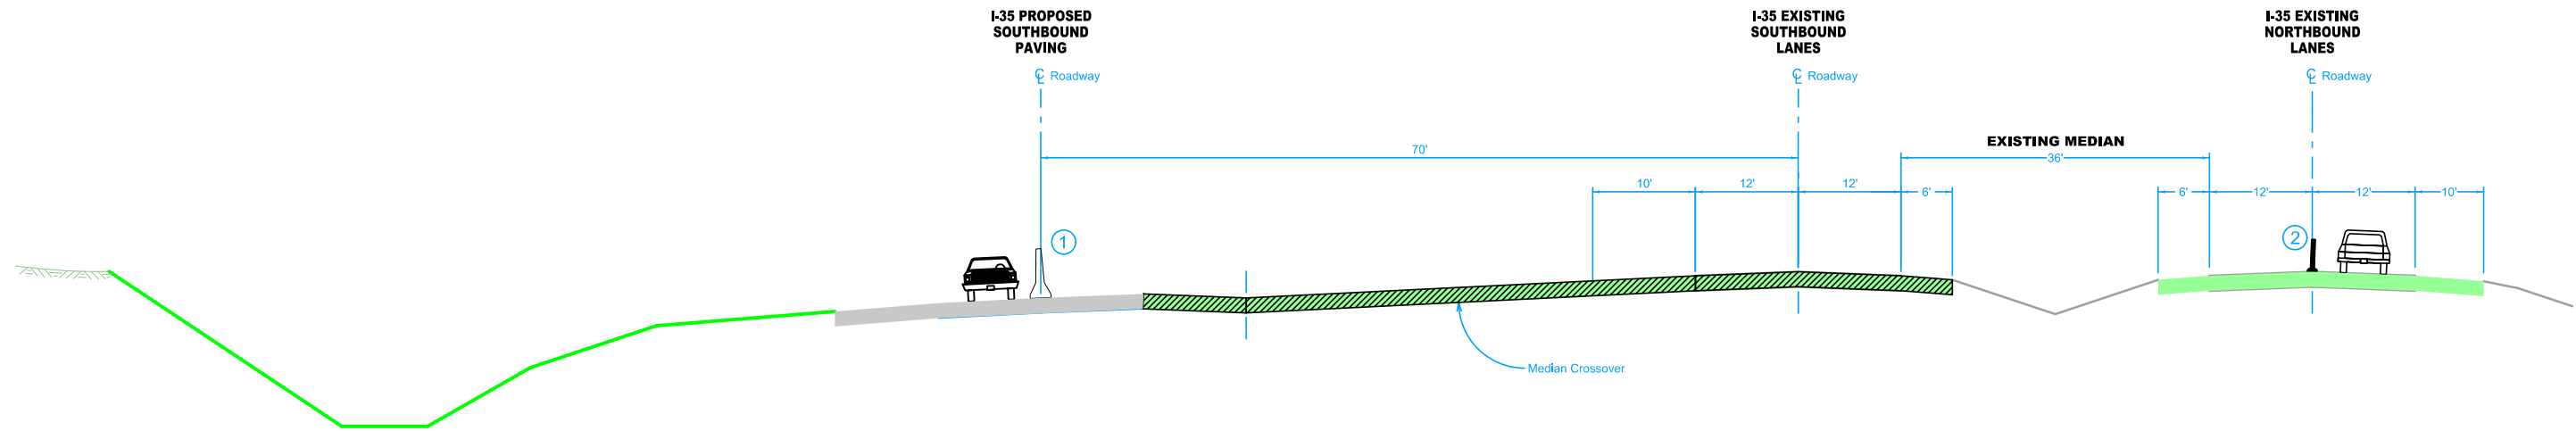 I-35 PROPOSED
SOUTHBOUND
PAVING
I-35 EXISTING
SOUTHBOUND
LANES
I-35 EXISTING
NORTHBOUND
LANES
℄ Roadway
℄ Roadway
℄ Roadway
EXISTING MEDIAN
70'
36'
10'
12'
12'
6'
6'
12'
12'
10'
1
2
Median Crossover